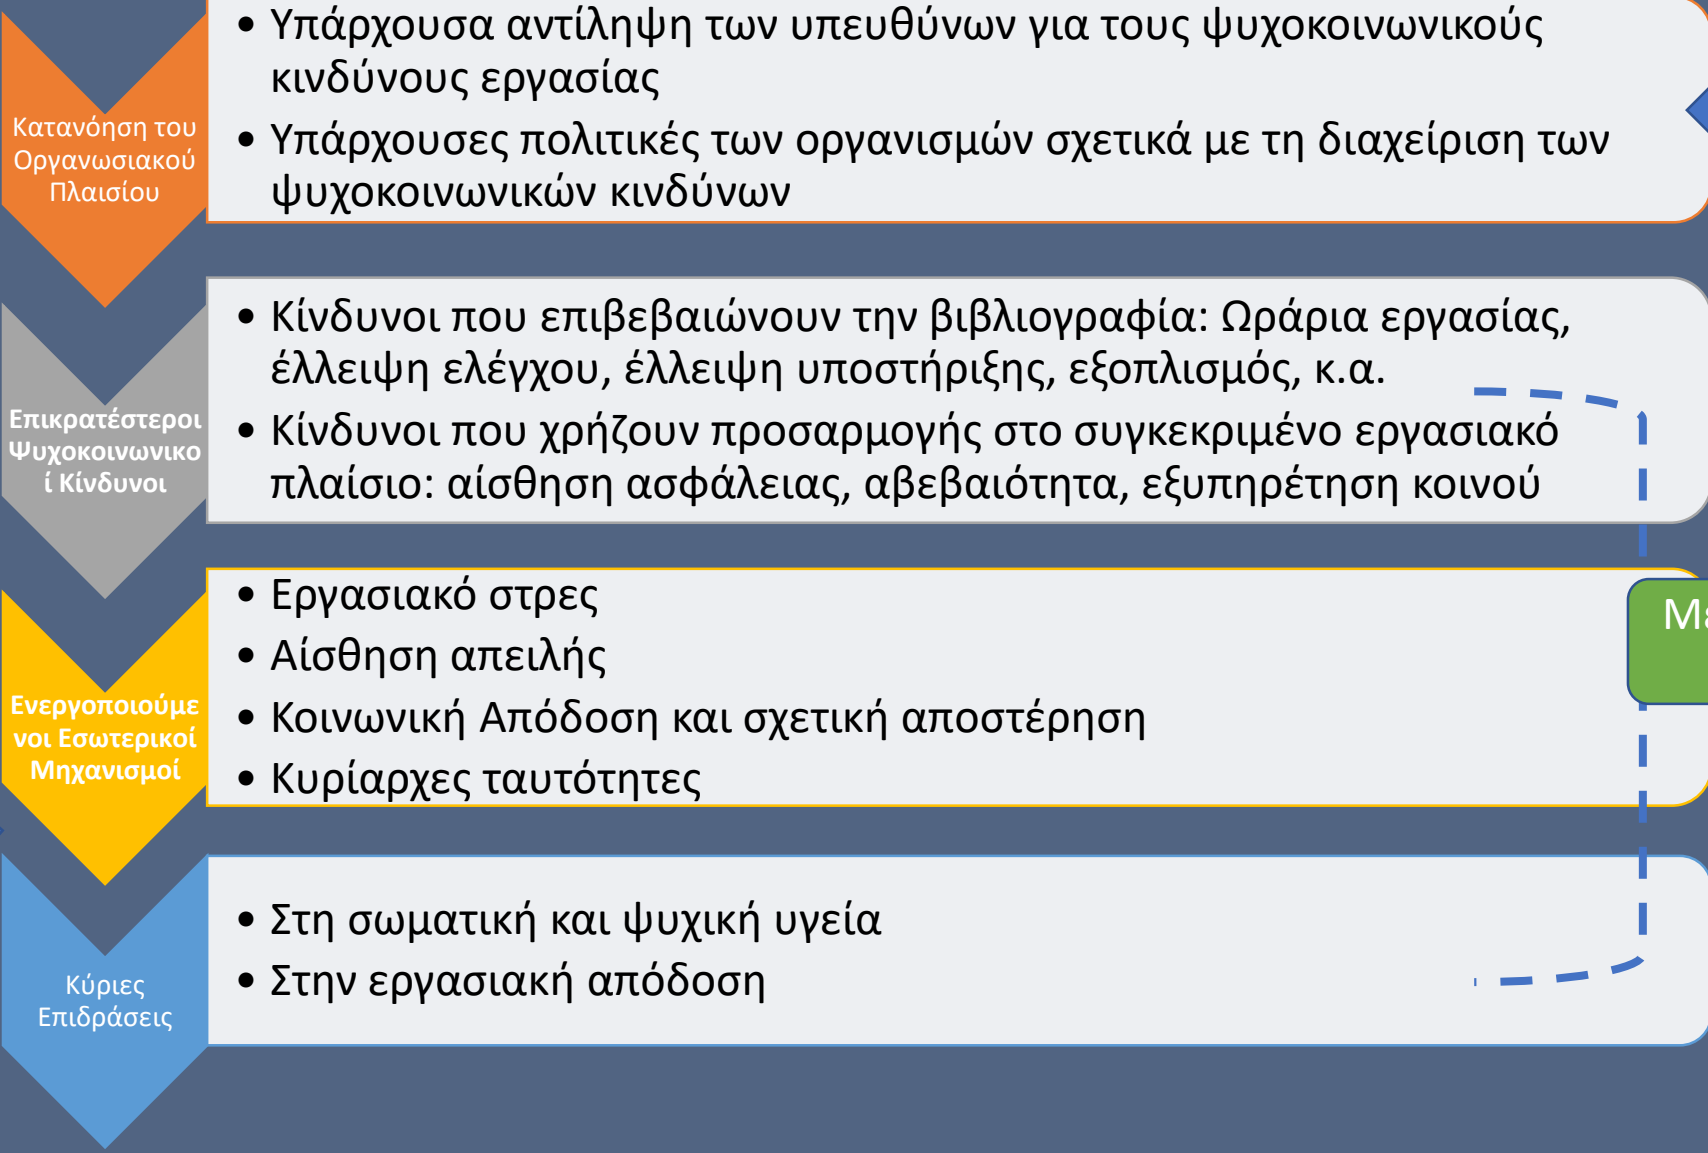 Κατανόηση του
Οργανωσιακού
Πλαισίου
• Υπάρχουσα αντίληψη των υπευθύνων για τους ψυχοκοινωνικούς
κινδύνους εργασίας
• Υπάρχουσες πολιτικές των οργανισμών σχετικά με τη διαχείριση των
ψυχοκοινωνικών κινδύνων
Επικρατέστεροι
Ψυχοκοινωνικο
ί Κίνδυνοι
• Κίνδυνοι που επιβεβαιώνουν την βιβλιογραφία: Ωράρια εργασίας,
έλλειψη ελέγχου, έλλειψη υποστήριξης, εξοπλισμός, κ.α.
• Κίνδυνοι που χρήζουν προσαρμογής στο συγκεκριμένο εργασιακό
πλαίσιο: αίσθηση ασφάλειας, αβεβαιότητα, εξυπηρέτηση κοινού
Ενεργοποιούμε
νοι Εσωτερικοί
Μηχανισμοί
• Εργασιακό στρες
• Αίσθηση απειλής
• Κοινωνική Απόδοση και σχετική αποστέρηση
• Κυρίαρχες ταυτότητες
Κύριες
Επιδράσεις
• Στη σωματική και ψυχική υγεία
• Στην εργασιακή απόδοση